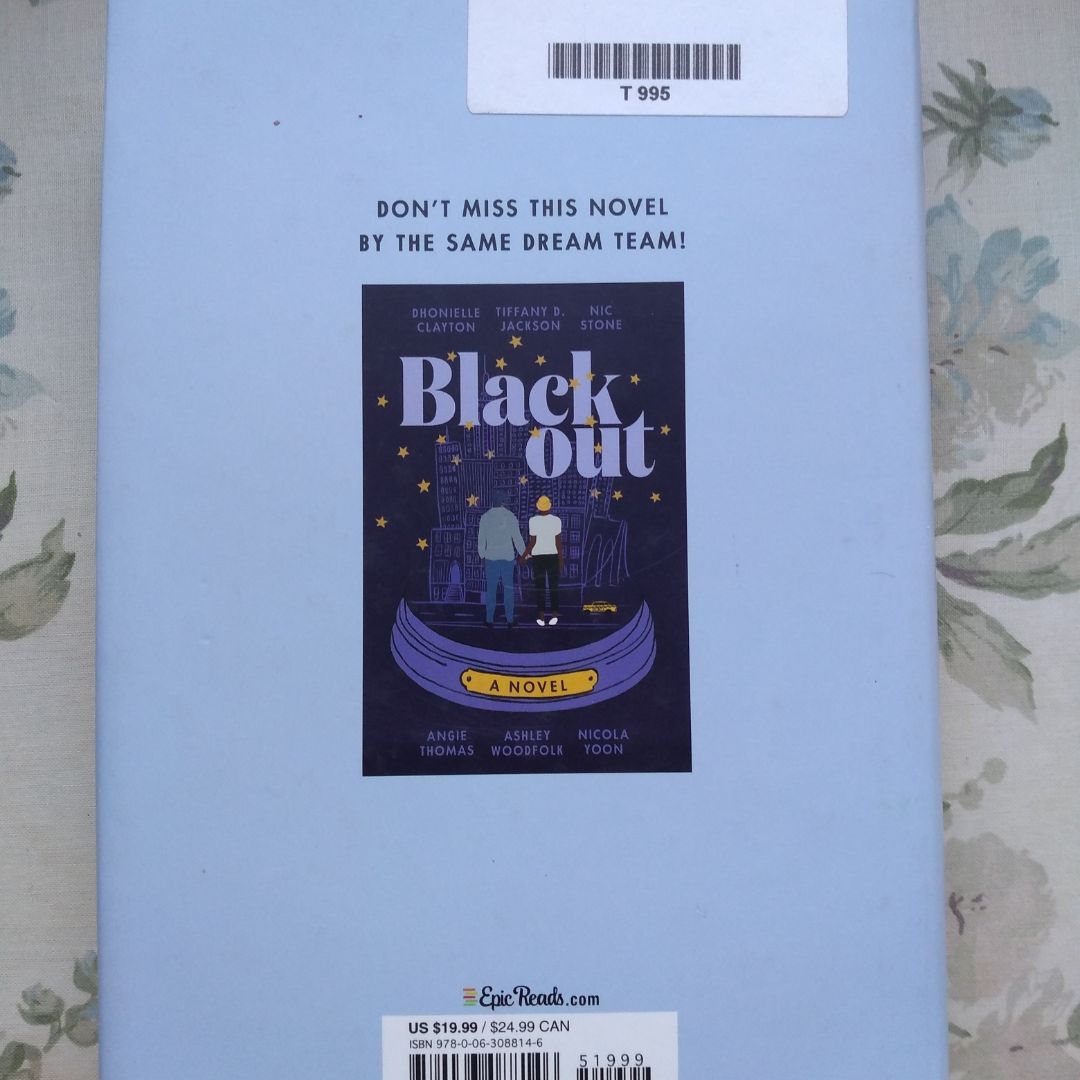 T 995
DON'T MISS THIS NOVEL
BY THE SAME DREAM TEAM!
DHONIELLE CLAYTON
TIFFANY D. JACKSON
NIC STONE
Black
out
A NOVEL
ANGIE THOMAS
ASHLEY WOODFOLK
NICOLA YOON
EpicReads.com
US $19.99 / $24.99 CAN
ISBN 978-0-06-308814-6
51999